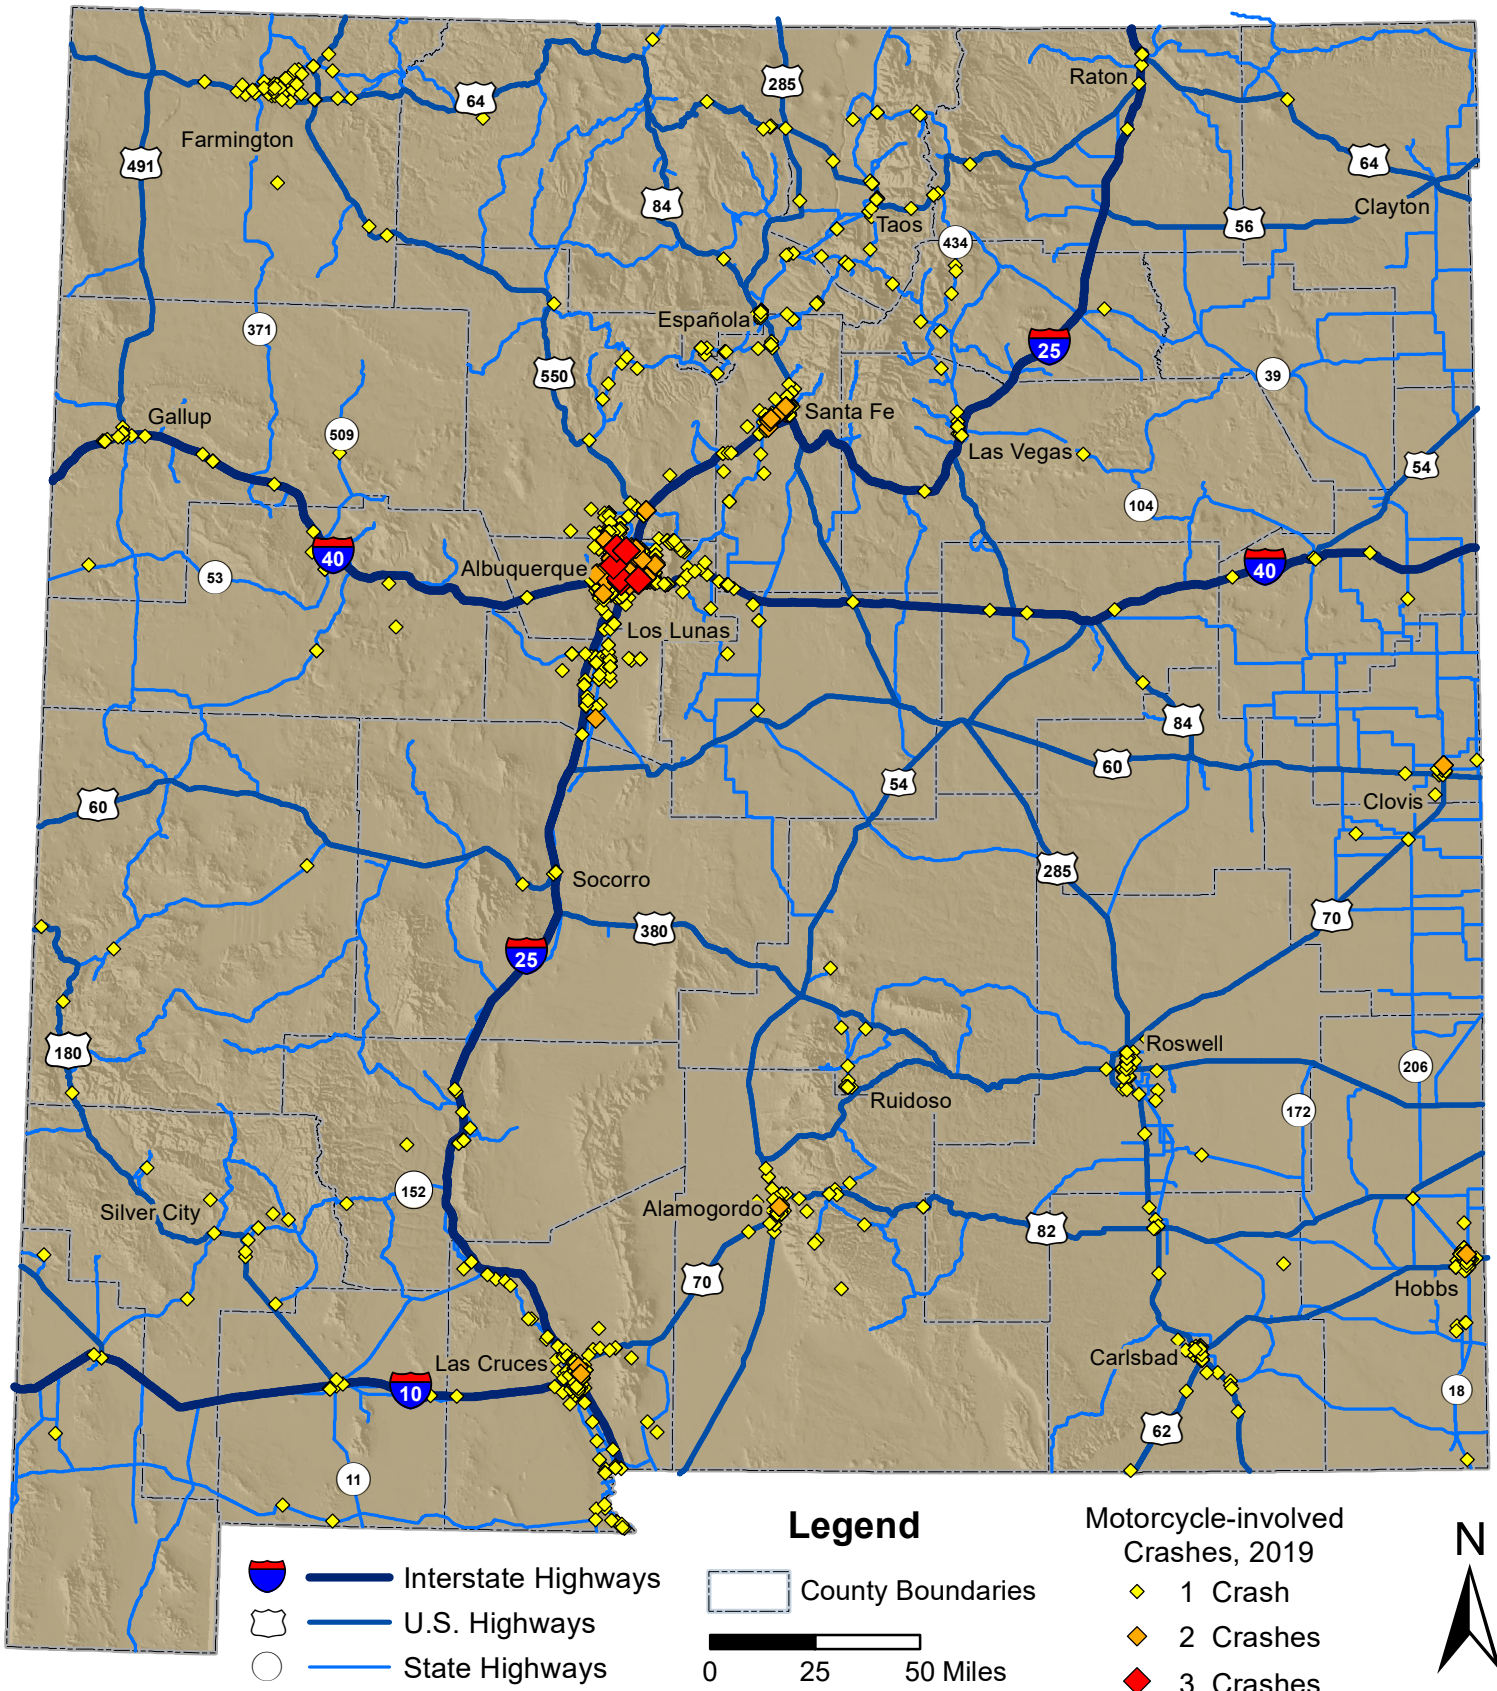 Raton
285
64
Farmington
491
64
Clayton
84
56
Taos
434
Española
371
25
550
39
Gallup
Santa Fe
509
Las Vegas
54
104
40
40
Albuquerque
53
Los Lunas
84
60
54
60
Clovis
285
Socorro
70
380
25
Roswell
180
206
Ruidoso
172
152
Silver City
Alamogordo
82
70
Hobbs
Carlsbad
Las Cruces
10
18
62
11
Legend
Motorcycle-involved
Crashes, 2019
N
Interstate Highways
County Boundaries
1 Crash
U.S. Highways
2 Crashes
State Highways
0 25 50 Miles
3 Crashes